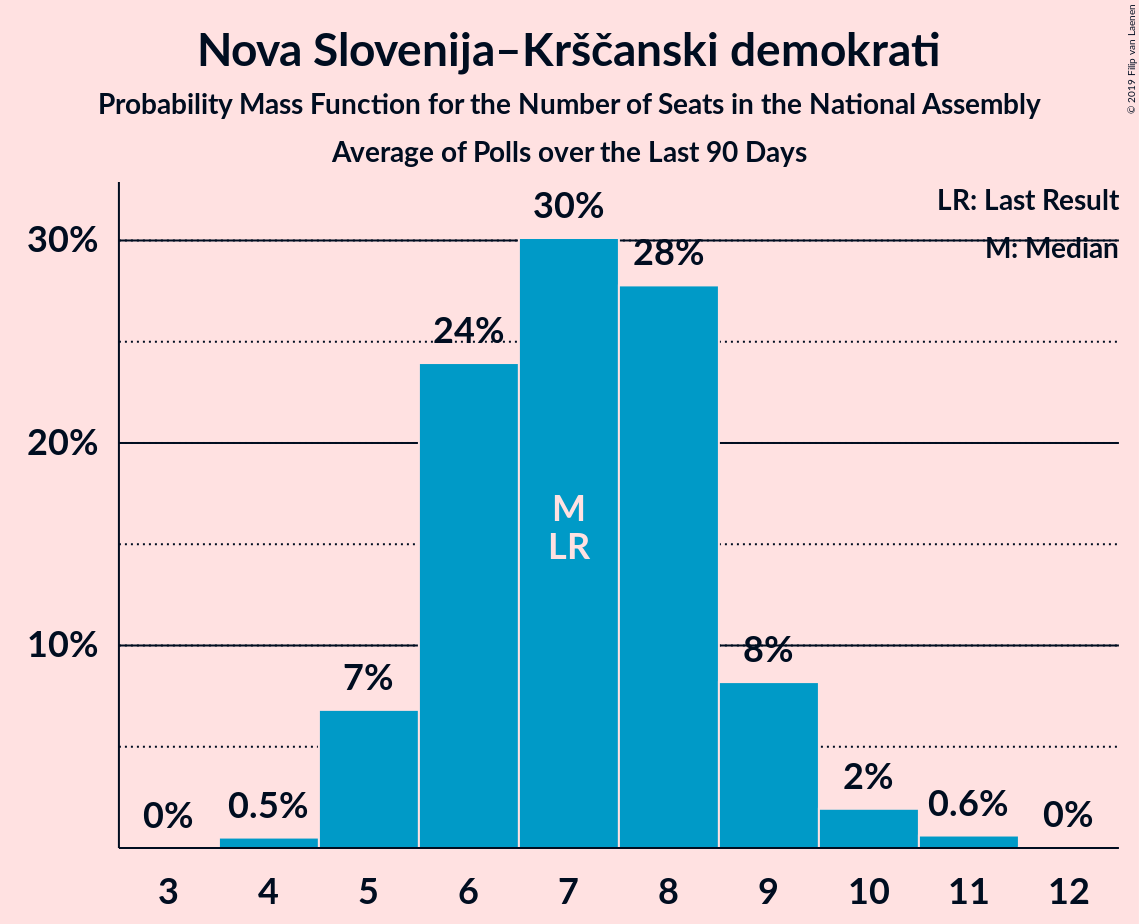 Nova Slovenija–Krščanski demokrati
Probability Mass Function for the Number of Seats in the National Assembly
Average of Polls over the Last 90 Days
© 2019 Filip van Laenen
LR: Last Result
M: Median
30%
20%
10%
0%
0.5%
7%
24%
30%
28%
8%
2%
0.6%
0%
M
LR
3 4 5 6 7 8 9 10 11 12